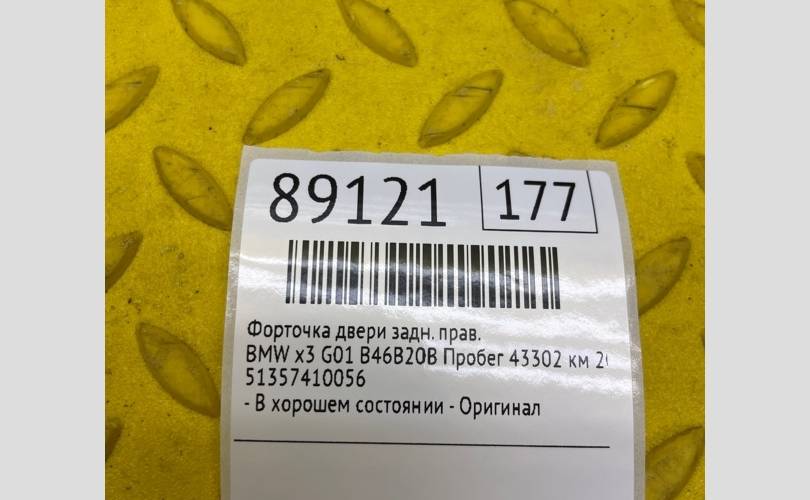 89121 177
Форточка двери задн. прав.
BMW x3 G01 B46B20B Пробег 43302 км
51357410056
- В хорошем состоянии - Оригинал